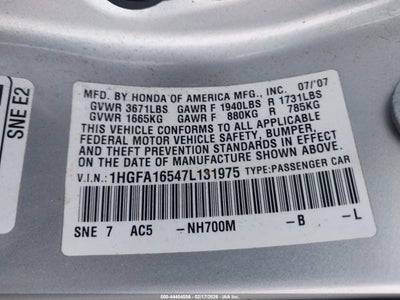 SNE E2
MFD. BY HONDA OF AMERICA MFG., INC. 07/'07
GVWR 3671LBS GAWR F 1940LBS R 1731LBS
GVWR 1665KG GAWR F 880KG R 785KG
THIS VEHICLE CONFORMS TO ALL APPLICABLE
FEDERAL MOTOR VEHICLE SAFETY, BUMPER,
AND THEFT PREVENTION STANDARDS IN EFFECT
ON THE DATE OF MANUFACTURE SHOWN ABOVE.
V.I.N.: 1HGFA16547L131975 TYPE:PASSENGER CAR
SNE 7 AC5 -NH700M -B -L